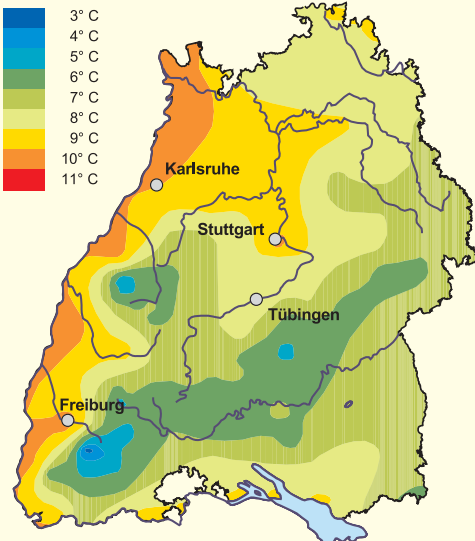 3° C
4° C
5° C
6° C
7° C
8° C
9° C
10° C
11° C
Karlsruhe
Stuttgart
Tübingen
Freiburg